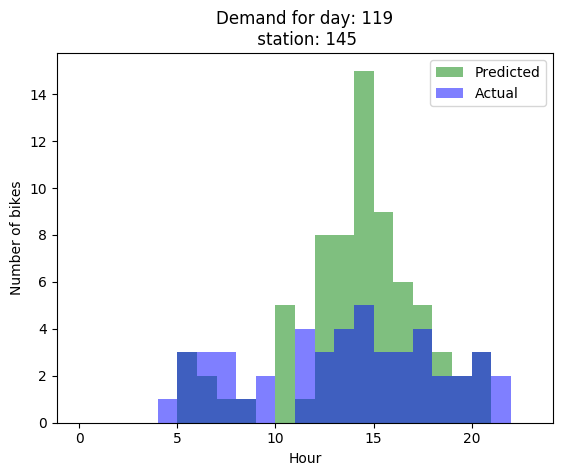 Demand for day: 119
station: 145
Predicted
Actual
Number of bikes
14
12
10
8
6
4
2
0
0
5
10
15
20
Hour